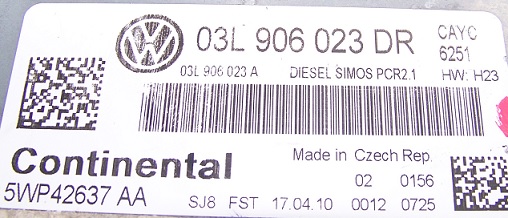 03L 906 023 DR CAYC
6251
03L 906 023 A DIESEL SIMOS PCR2.1 HW: H23
Continental Made in Czech Rep.
5WP42637 AA 02 0156
SJ8 FST 17.04.10 0012 0725